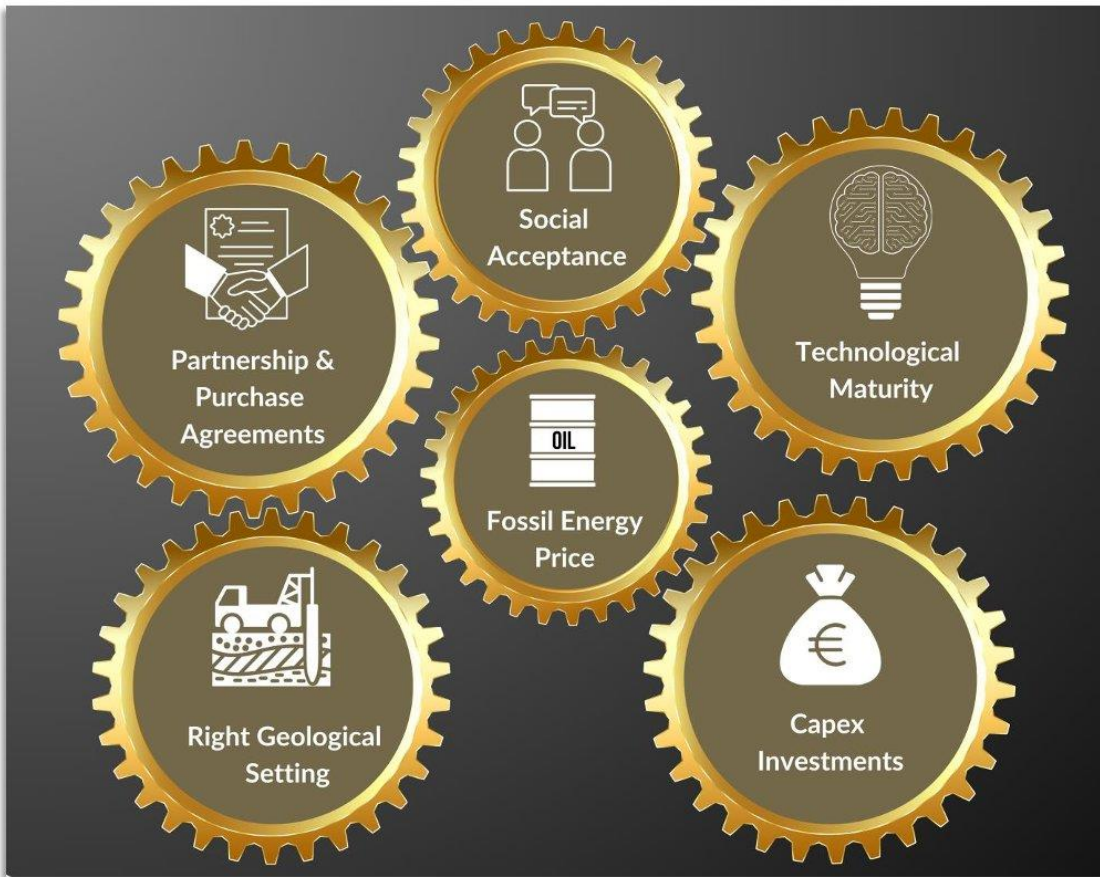 Social
Acceptance
Partnership &
Purchase
Agreements
Technological
Maturity
OIL
Fossil Energy
Price
Right Geological
Setting
€
Capex
Investments